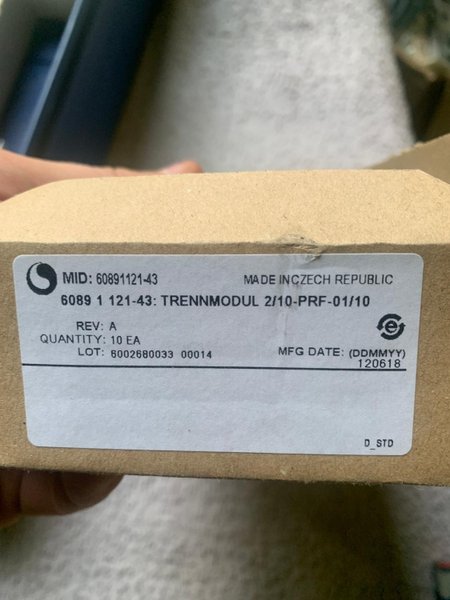 MID: 60891121-43
MADE INCZECH REPUBLIC
6089 1 121-43: TRENNMODUL 2/10-PRF-01/10
REV: A
QUANTITY: 10 EA
LOT: 6002680033 00014
MFG DATE: (DDMMYY)
120618
e
D_STD